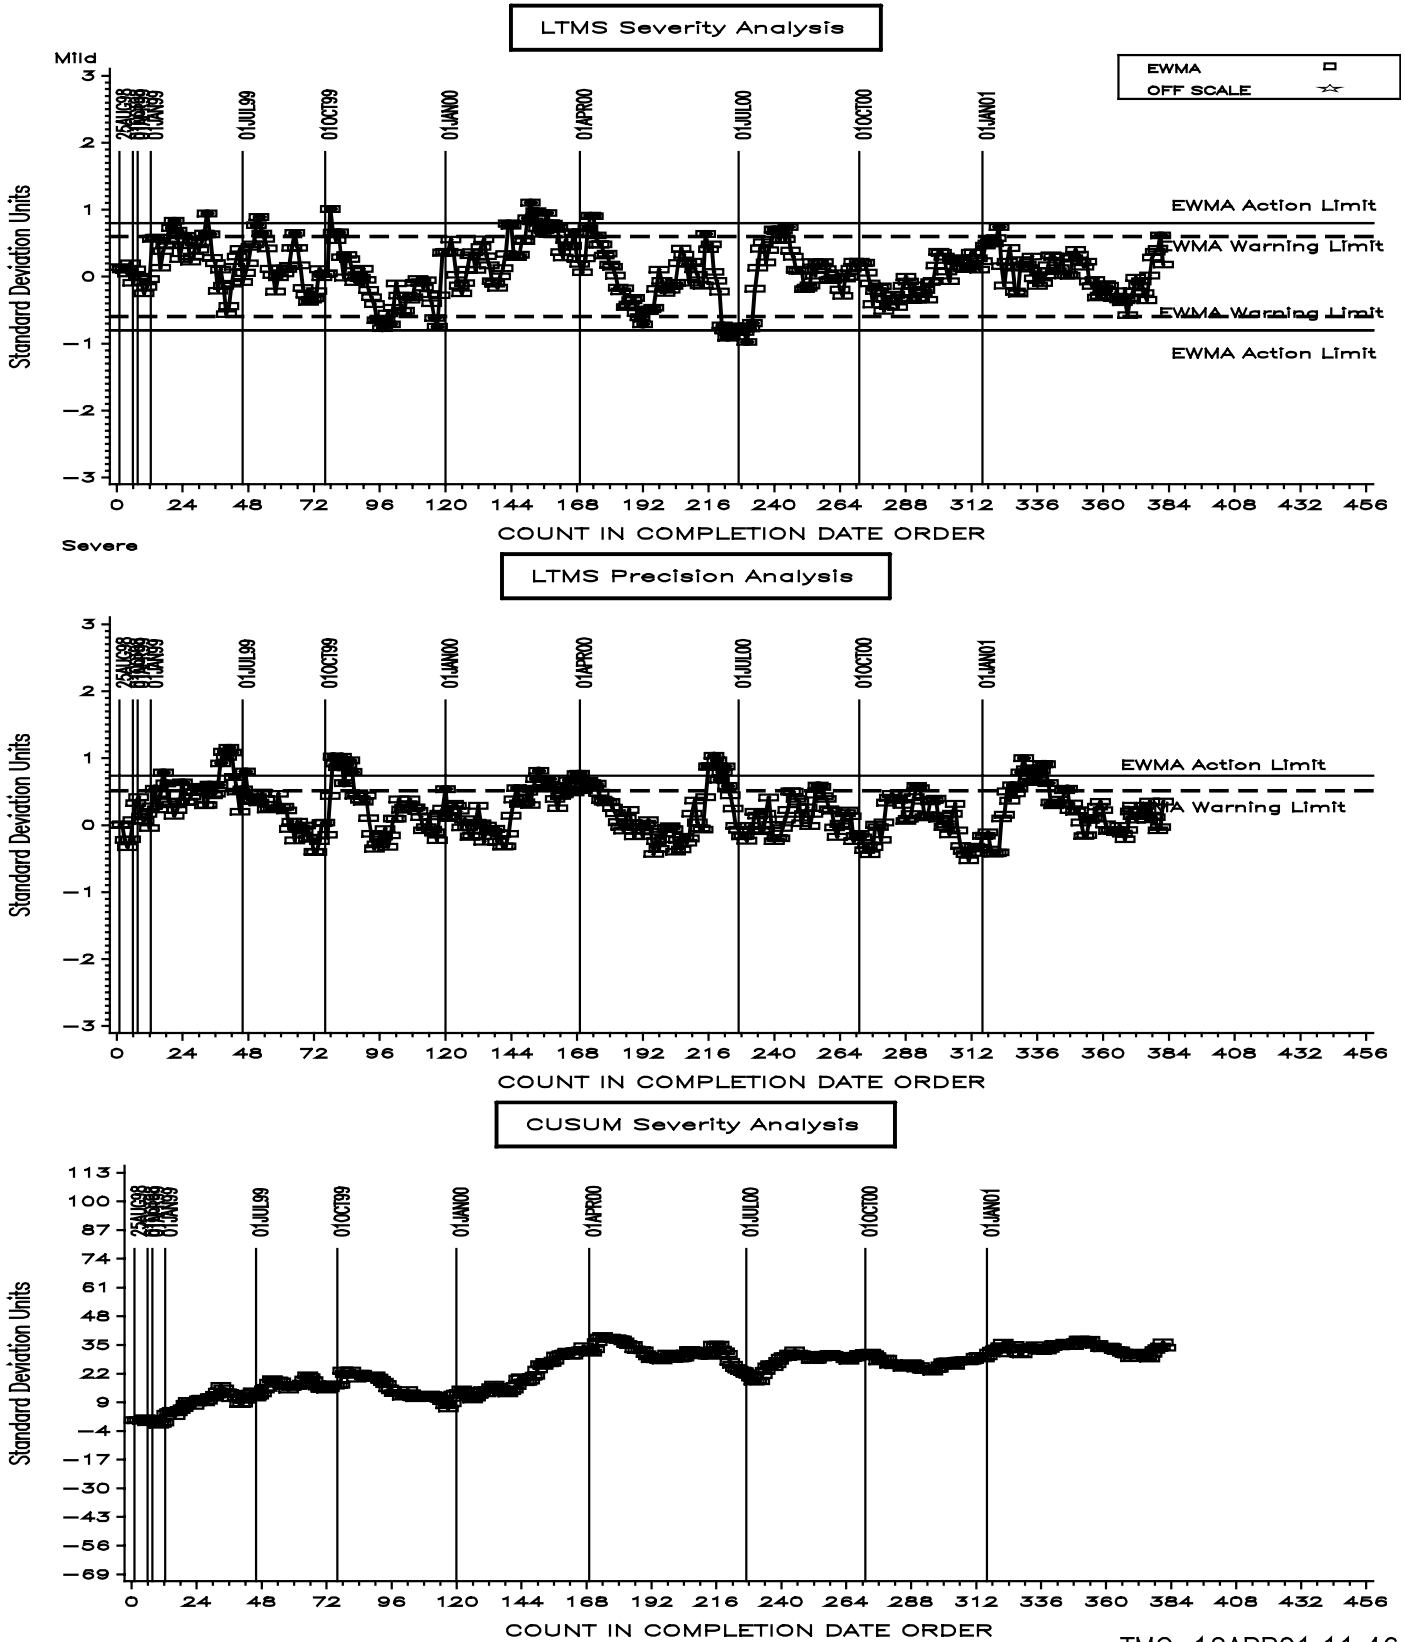 LTMS Severity Analysis
Mild
EWMA
OFF SCALE
Standard Deviation Units
3
2
1
0
-1
-2
-3
25AUG98
01JAN99
01JUL99
01OCT99
01JAN00
01APR00
01JUL00
01OCT00
01JAN01
EWMA Action Limit
EWMA Warning Limit
EWMA Warning Limit
EWMA Action Limit
0 24 48 72 96 120 144 168 192 216 240 264 288 312 336 360 384 408 432 456
COUNT IN COMPLETION DATE ORDER
Severe
LTMS Precision Analysis
Standard Deviation Units
3
2
1
0
-1
-2
-3
25AUG98
01JAN99
01JUL99
01OCT99
01JAN00
01APR00
01JUL00
01OCT00
01JAN01
EWMA Action Limit
Warning Limit
0 24 48 72 96 120 144 168 192 216 240 264 288 312 336 360 384 408 432 456
COUNT IN COMPLETION DATE ORDER
CUSUM Severity Analysis
Standard Deviation Units
113
100
87
74
61
48
35
22
9
-4
-17
-30
-43
-56
-69
25AUG98
01JAN99
01JUL99
01OCT99
01JAN00
01APR00
01JUL00
01OCT00
01JAN01
0 24 48 72 96 120 144 168 192 216 240 264 288 312 336 360 384 408 432 456
COUNT IN COMPLETION DATE ORDER